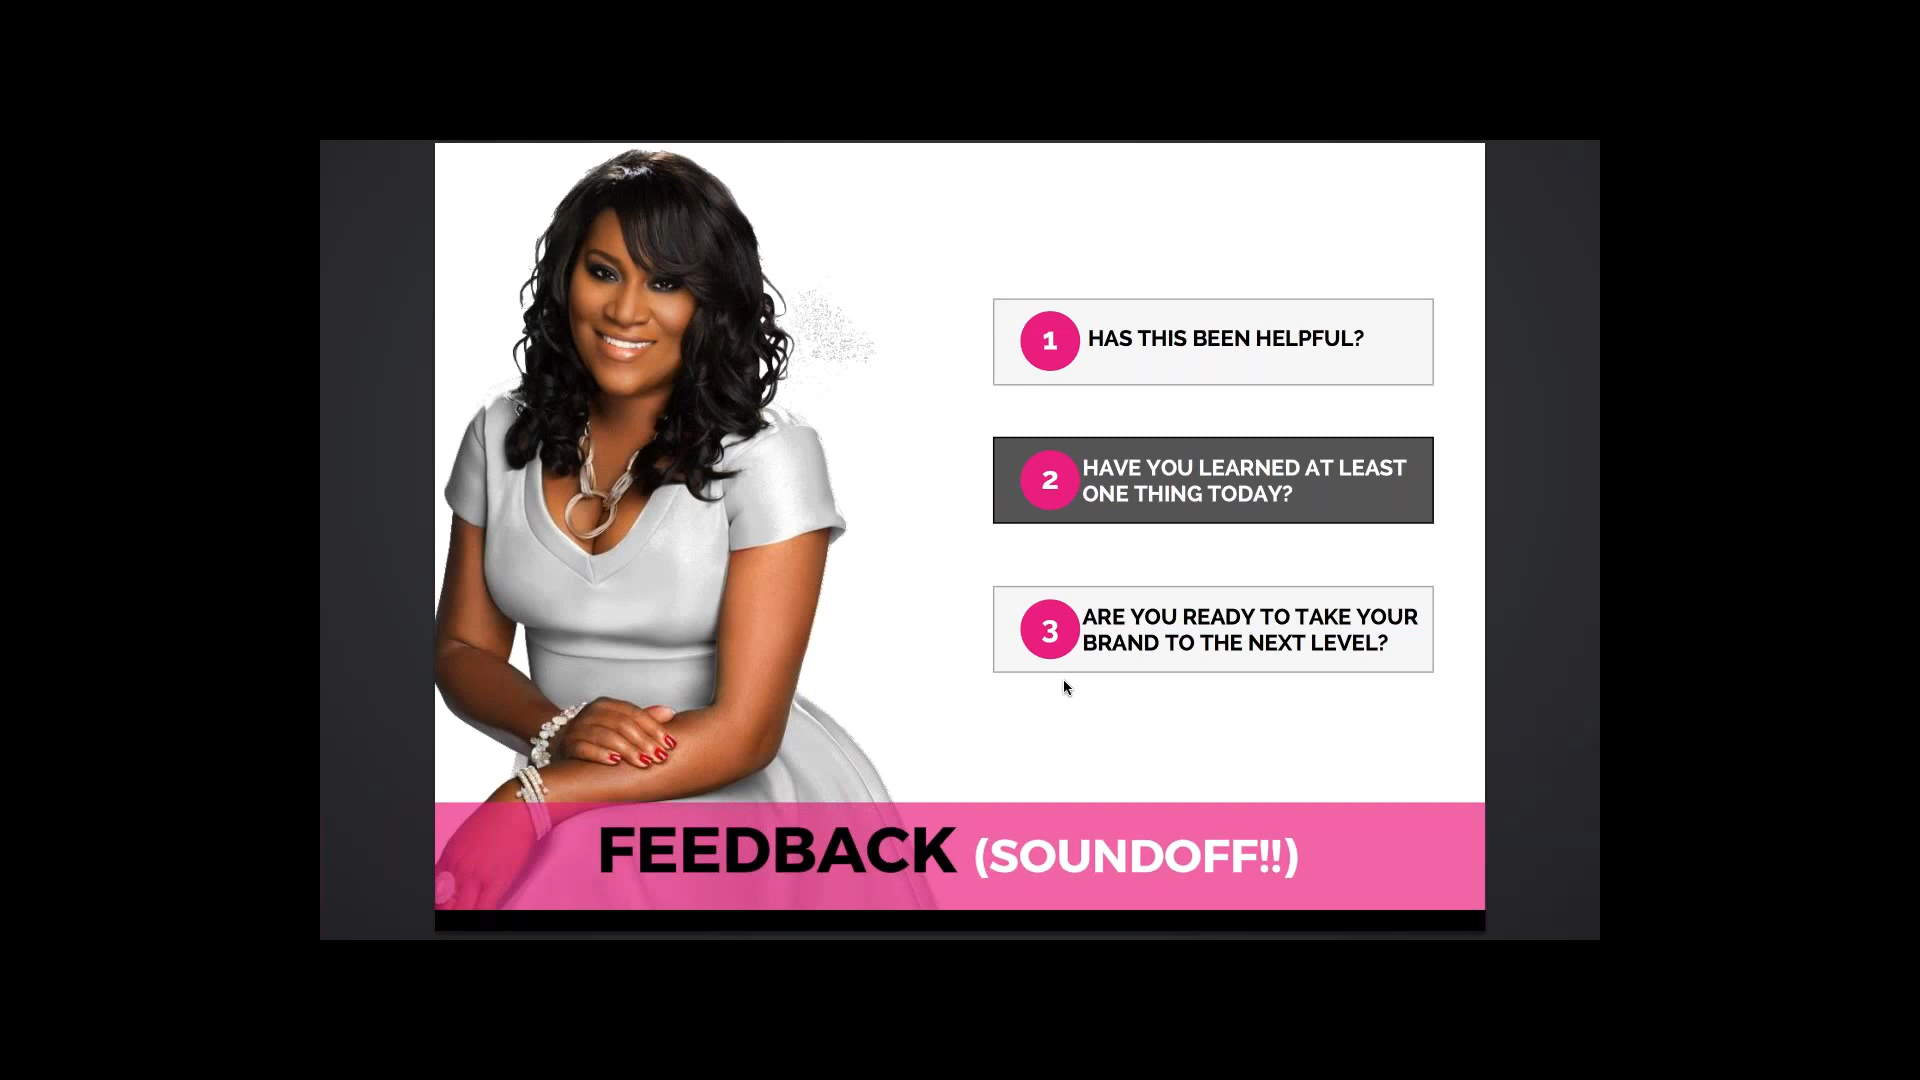 1 HAS THIS BEEN HELPFUL?
2 HAVE YOU LEARNED AT LEAST
ONE THING TODAY?
3 ARE YOU READY TO TAKE YOUR
BRAND TO THE NEXT LEVEL?
FEEDBACK (SOUNDOFF!!)